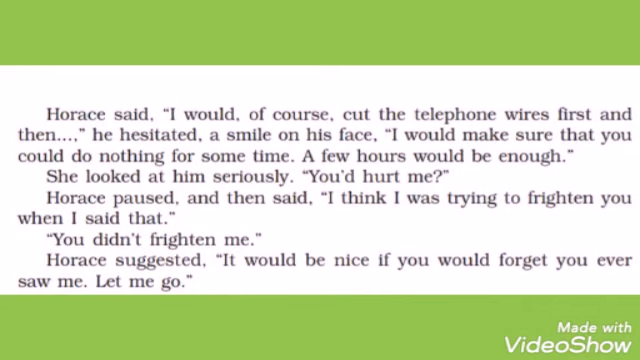 Horace said, “I would, of course, cut the telephone wires first and
then...,” he hesitated, a smile on his face, “I would make sure that you
could do nothing for some time. A few hours would be enough.”
She looked at him seriously. “You’d hurt me?”
Horace paused, and then said, “I think I was trying to frighten you
when I said that.”
“You didn’t frighten me.”
Horace suggested, “It would be nice if you would forget you ever
saw me. Let me go.”
Made with
VideoShow